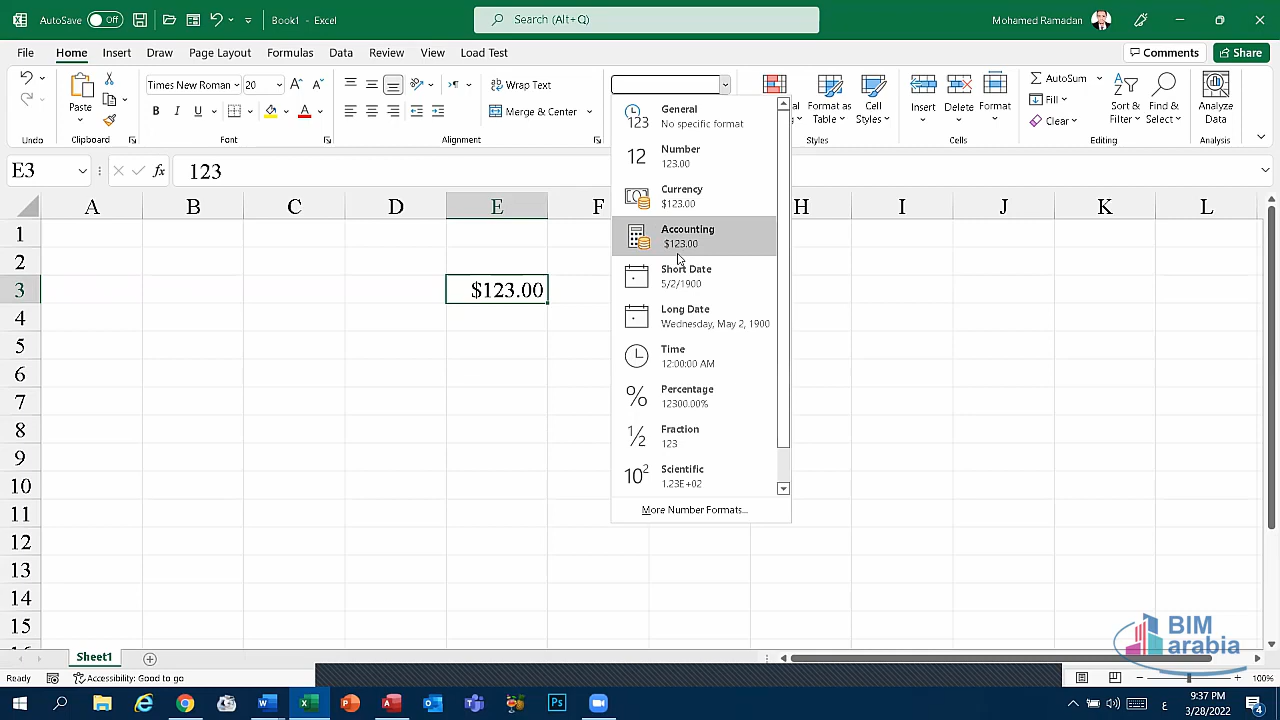 AutoSave Off Book1 - Excel Search (Alt+Q) Mohamed Ramadan
File Home Insert Draw Page Layout Formulas Data Review View Load Test Comments Share
Paste
Clipboard
Times New Roman 20
B I U
Font
Wrap Text
Merge & Center
Alignment
Format as Table
Cell Styles
Styles
Insert Delete Format
Cells
AutoSum
Fill
Clear
Sort & Filter
Find & Select
Editing
Analyze Data
Analysis
Undo
General
No specific format
Number
123.00
Currency
$123.00
Accounting
$123.00
Short Date
5/2/1900
Long Date
Wednesday, May 2, 1900
Time
12:00:00 AM
Percentage
12300.00%
Fraction
123
Scientific
1.23E+02
More Number Formats...
E3 fx 123
A B C D E F H I J K L
1
2
3 $123.00
4
5
6
7
8
9
10
11
12
13
14
15
BIM
arabia
Sheet1
Ready Accessibility: Good to go 100%
9:37 PM
3/28/2022